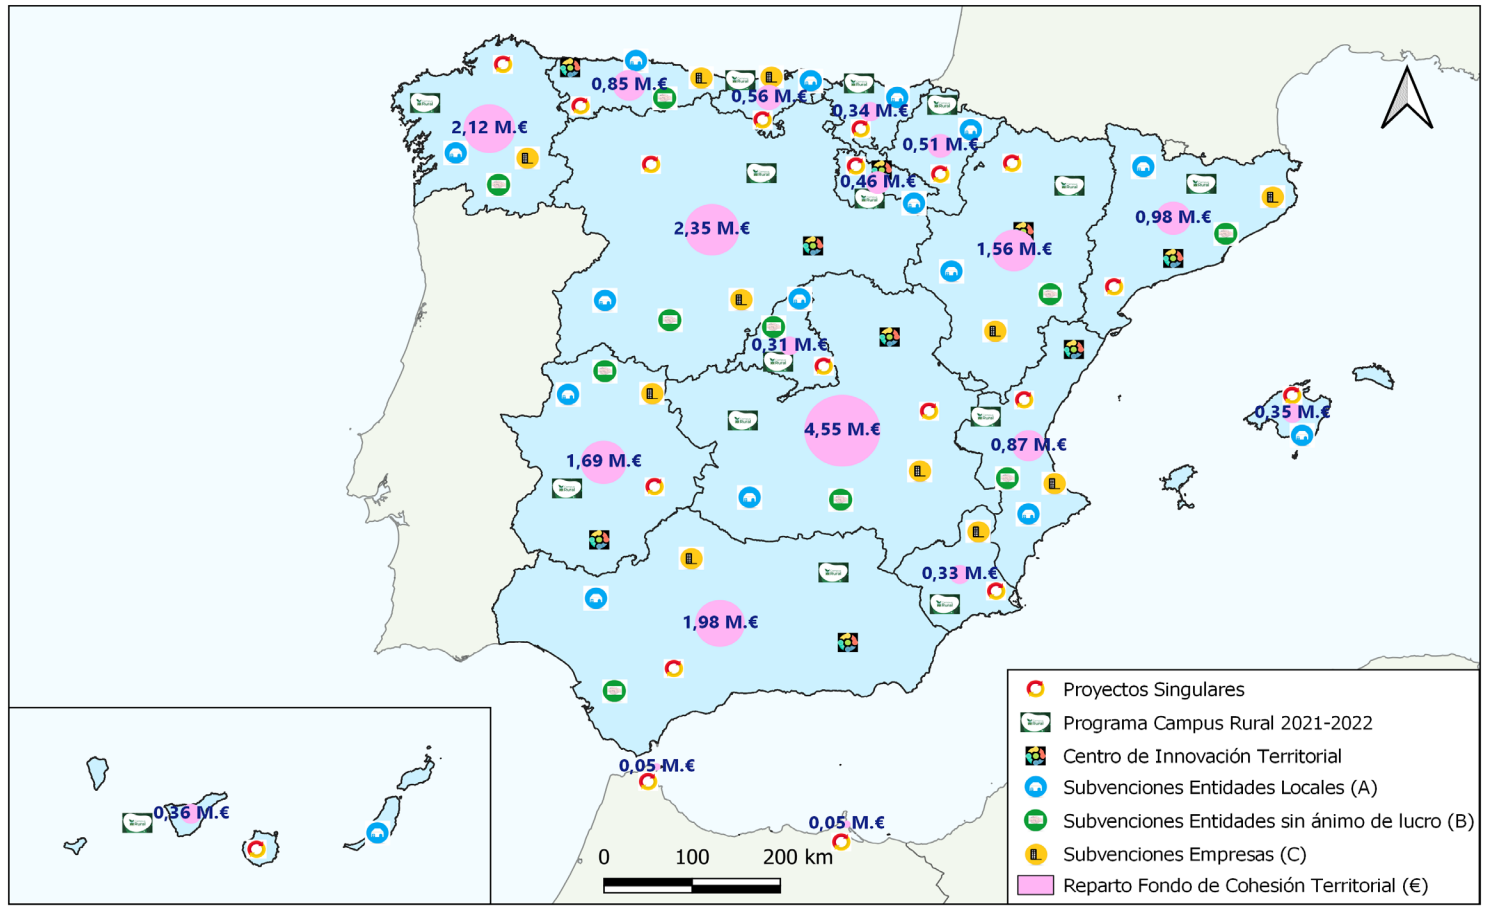 0,85 M.€
0,56 M.€
0,34 M.€
2,12 M.€
0,51 M.€
0,46 M.€
2,35 M.€
1,56 M.€
0,98 M.€
0,31 M.€
4,55 M.€
0,35 M.€
0,87 M.€
1,69 M.€
0,33 M.€
1,98 M.€
0,05 M.€
0,05 M.€
0,36 M.€
0 100 200 km
Proyectos Singulares
Programa Campus Rural 2021-2022
Centro de Innovación Territorial
Subvenciones Entidades Locales (A)
Subvenciones Entidades sin ánimo de lucro (B)
Subvenciones Empresas (C)
Reparto Fondo de Cohesión Territorial (€)